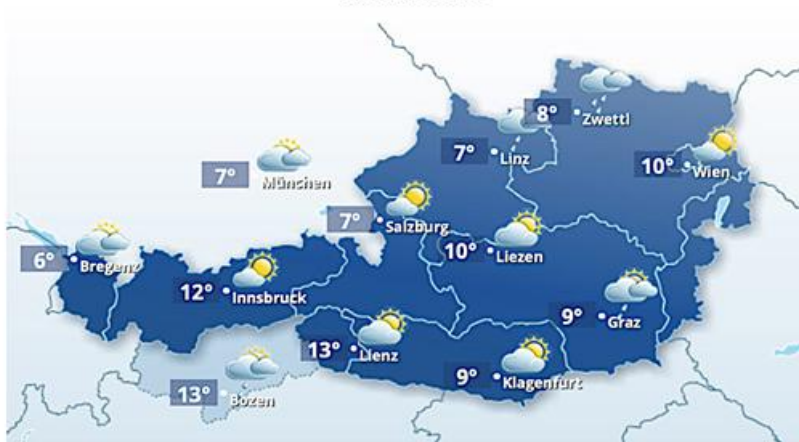 8° Zwettl
7° Linz
10° Wien
7° München
7° Salzburg
10° Liezen
6° Bregenz
12° Innsbruck
9° Graz
13° Lienz
9° Klagenfurt
13° Bozen